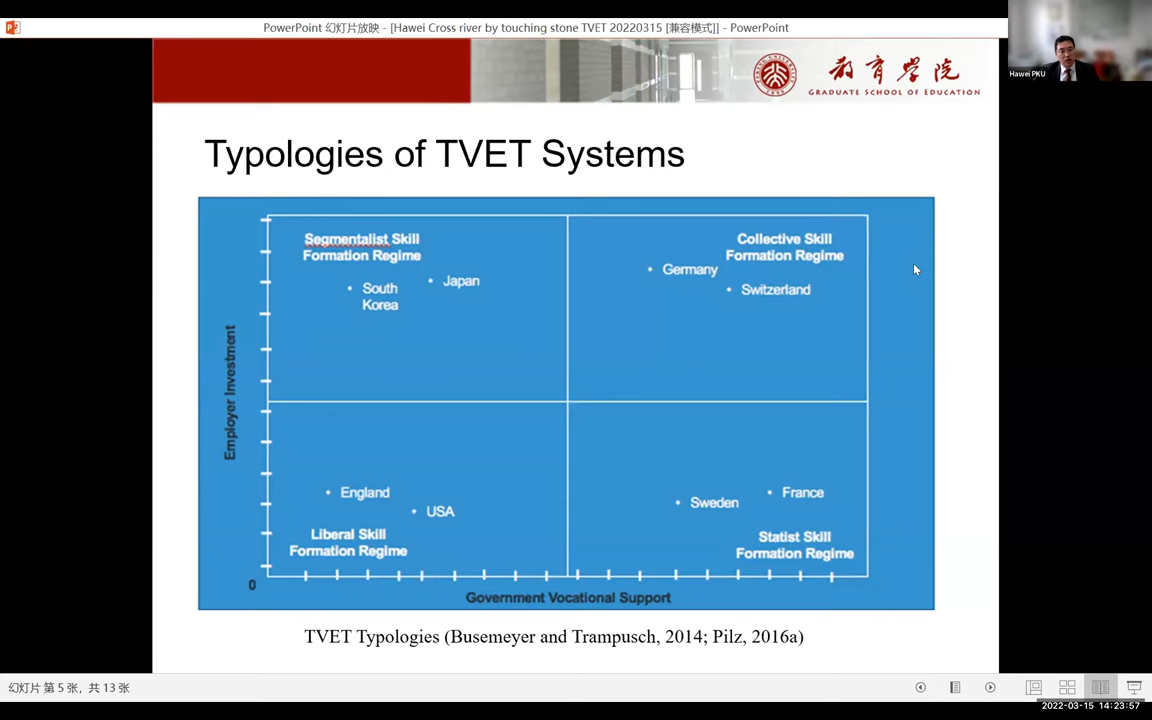 PowerPoint 幻灯片放映 - [Hawei Cross river by touching stone TVET 20220315 [兼容模式]] - PowerPoint
Hawei PKU
教育学院
GRADUATE SCHOOL OF EDUCATION
Typologies of TVET Systems
Segmentalist Skill
Formation Regime
South
Korea
Japan
Collective Skill
Formation Regime
Germany
Switzerland
Employer Investment
England
USA
Liberal Skill
Formation Regime
Sweden
France
Statist Skill
Formation Regime
0
Government Vocational Support
TVET Typologies (Busemeyer and Trampusch, 2014; Pilz, 2016a)
幻灯片 第 5 张，共 13 张
2022-03-15 14:23:57